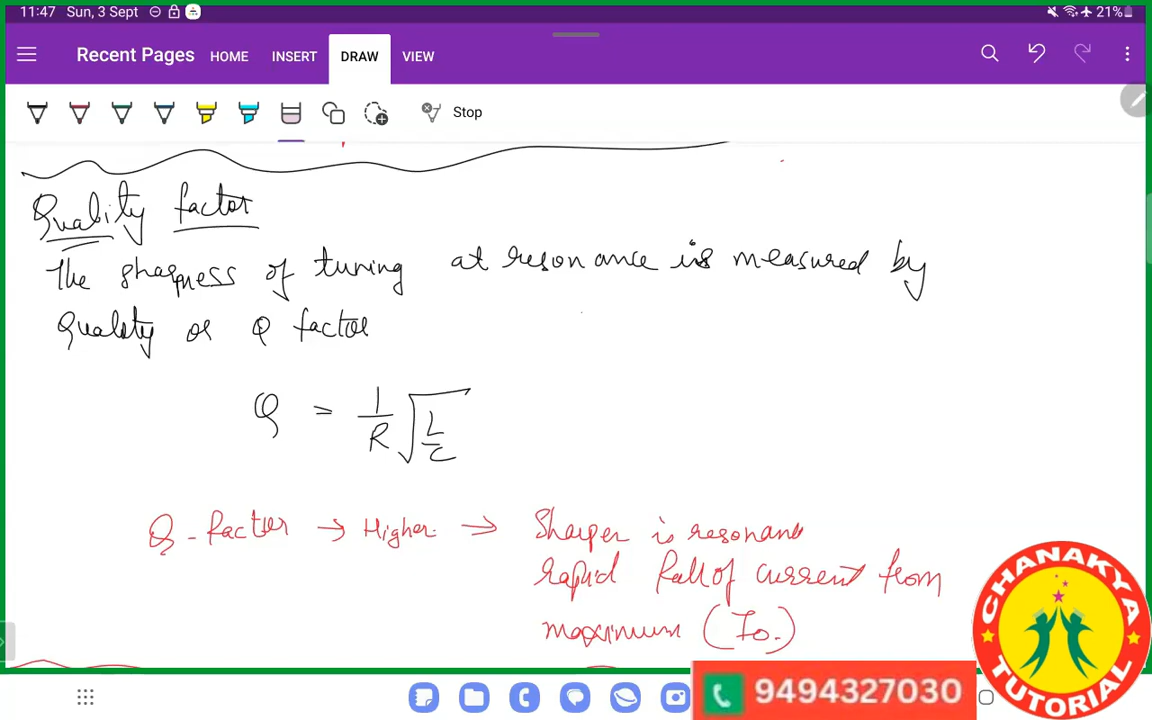 11:47 Sun, 3 Sept 21%
Recent Pages HOME INSERT DRAW VIEW
Stop
Quality factor
The sharpness of tuning at resonance is measured by
Quality or Q factor
Q = 1/R √(L/C)
Q - factor → Higher. → Sharper is resonance
rapid fall of current from
maximum (Io.)
CHANAKYA
TUTORIAL
9494327030